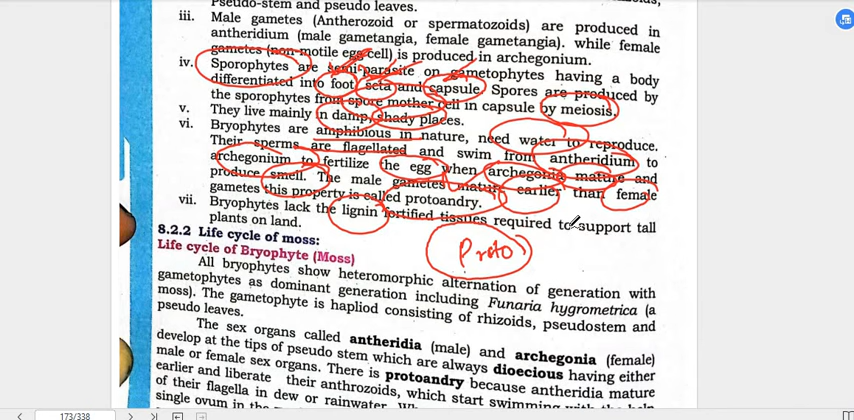 Pseudo-stem and pseudo leaves.
iii. Male gametes (Antherozoid or spermatozoids) are produced in
antheridium (male gametangia, female gametangia). while female
gametes (non-motile egg cell) is produced in archegonium.
iv. Sporophytes are semi-parasite on gametophytes having a body
differentiated into foot seta and capsule Spores are produced by
the sporophytes from spore mother cell in capsule by meiosis.
v. They live mainly in damp, shady places.
vi. Bryophytes are amphibious in nature, need water to reproduce.
Their sperms are flagellated and swim from antheridium to
archegonium to fertilize the egg when archegonia mature and
produce smell. The male gametes mature earlier than female
gametes this property is called protoandry.
vii. Bryophytes lack the lignin fortified tissues required to support tall
plants on land.
Proto
8.2.2 Life cycle of moss:
Life cycle of Bryophyte (Moss)
All bryophytes show heteromorphic alternation of generation with
gametophytes as dominant generation including Funaria hygrometrica (a
moss). The gametophyte is hapliod consisting of rhizoids, pseudostem and
pseudo leaves.
The sex organs called antheridia (male) and archegonia (female)
develop at the tips of pseudo stem which are always dioecious having either
male or female sex organs. There is protoandry because antheridia mature
earlier and liberate their anthrozoids, which start swimming with the help
of their flagella in dew or rainwater.
single ovum in the
173/338